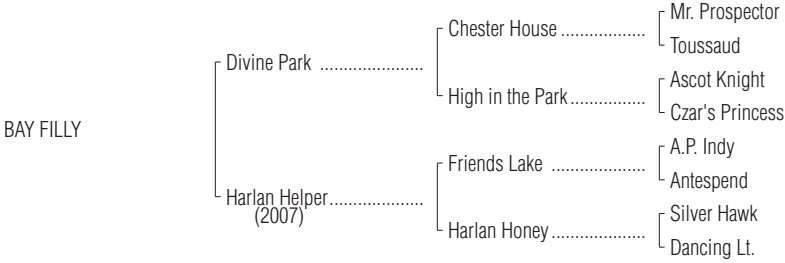 Mr. Prospector
Chester House ..................
Toussaud
Divine Park ......................
Ascot Knight
High in the Park................
Czar's Princess
BAY FILLY
A.P. Indy
Friends Lake ....................
Antespend
Harlan Helper....................
(2007)
Silver Hawk
Harlan Honey....................
Dancing Lt.